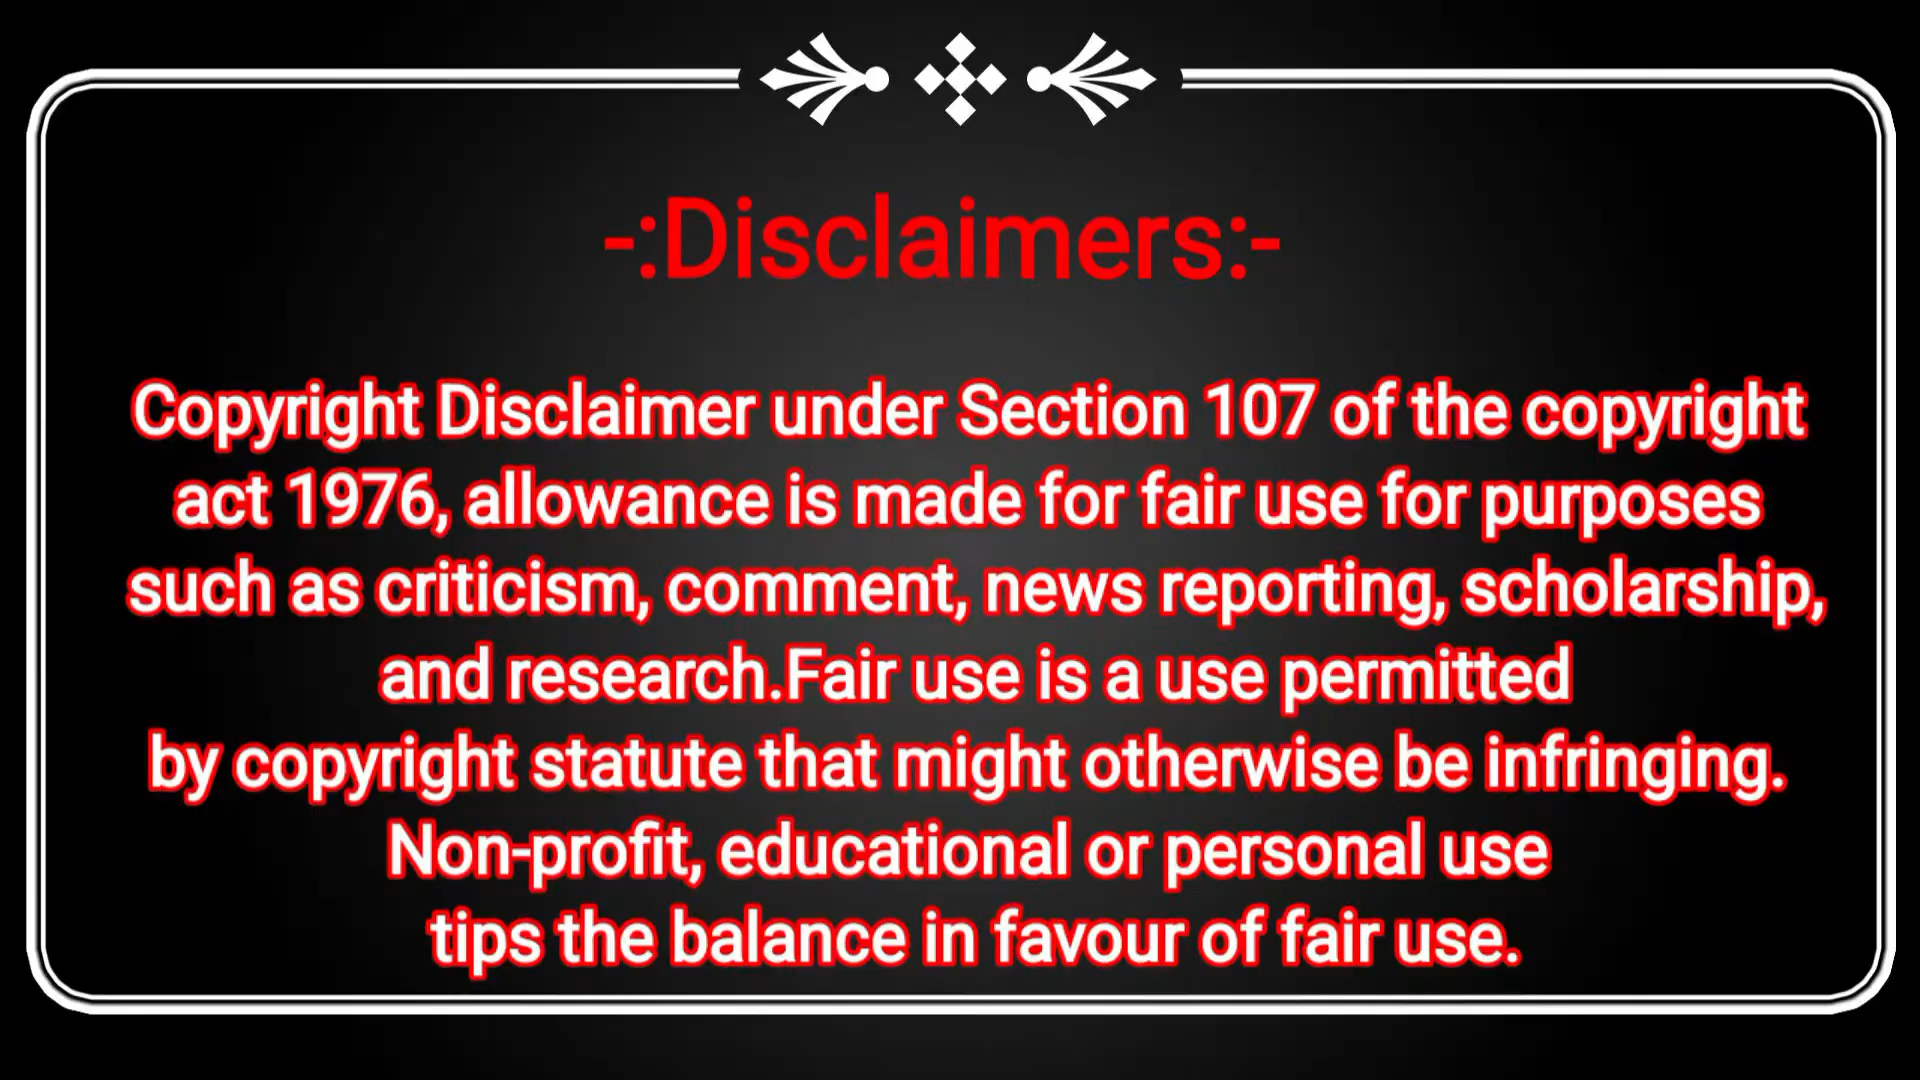 -:Disclaimers:-
Copyright Disclaimer under Section 107 of the copyright
act 1976, allowance is made for fair use for purposes
such as criticism, comment, news reporting, scholarship,
and research.Fair use is a use permitted
by copyright statute that might otherwise be infringing.
Non-profit, educational or personal use
tips the balance in favour of fair use.